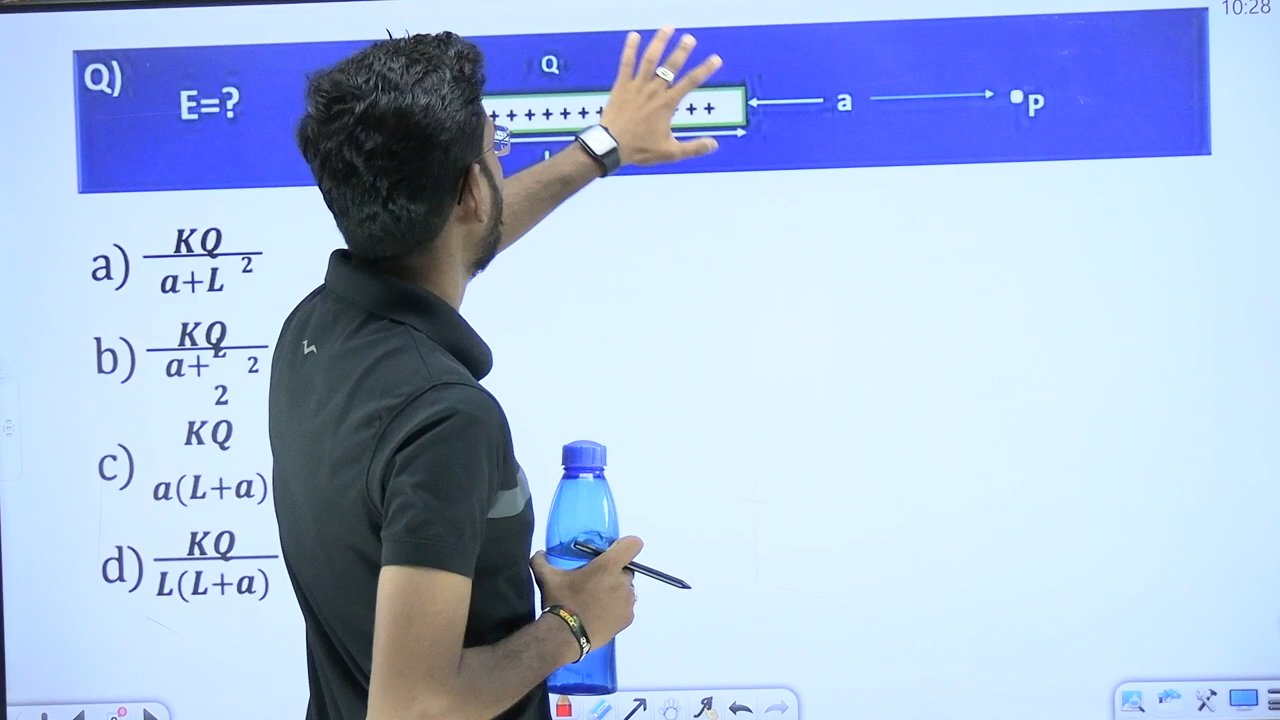 10:28
Q) E=? Q
+ + + + + + + + + + a P
a) KQ
a+L 2
b) KQ
a+ 2
2
c) KQ
a(L+a)
d) KQ
L(L+a)